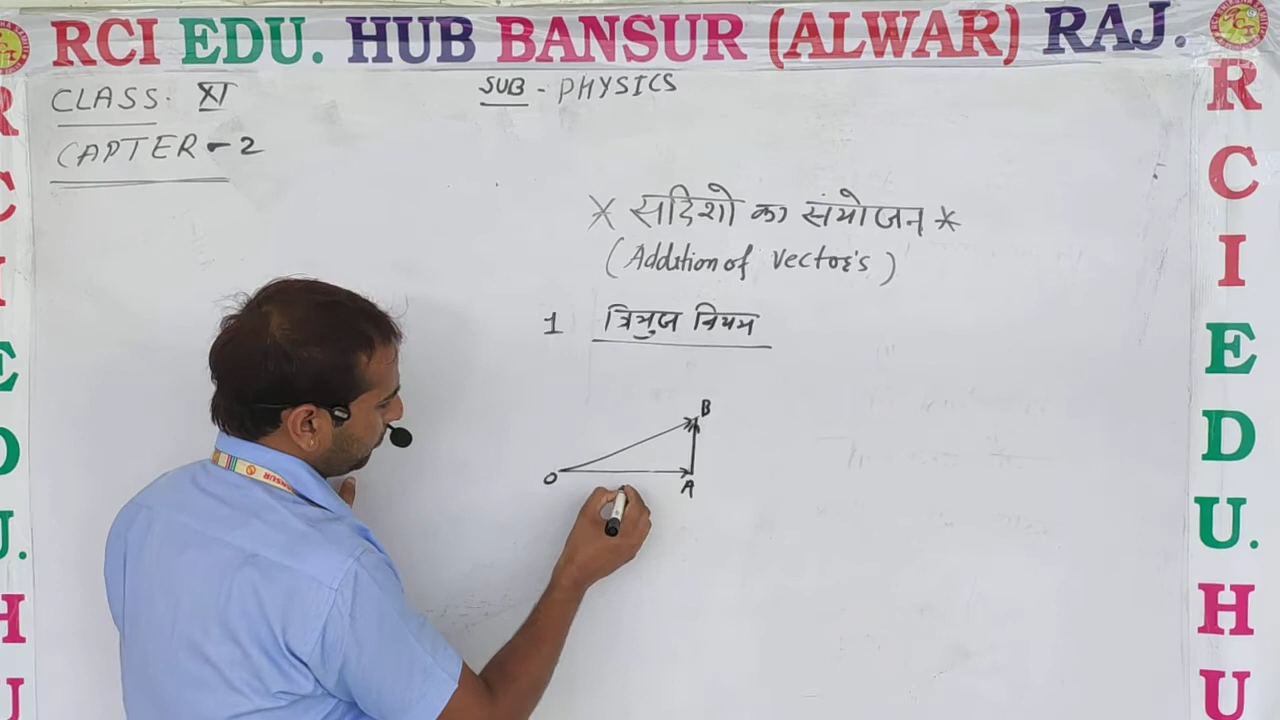 RCI EDU. HUB BANSUR (ALWAR) RAJ.
CLASS. XI
SUB - PHYSICS
CAPTER - 2
* सदिशो का संयोजन *
(Addition of vector's)
1 त्रिभुज नियम
B
O
A
BANSUR
R
C
I
E
D
U.
H
U
R
C
I
E
D
U.
H
U